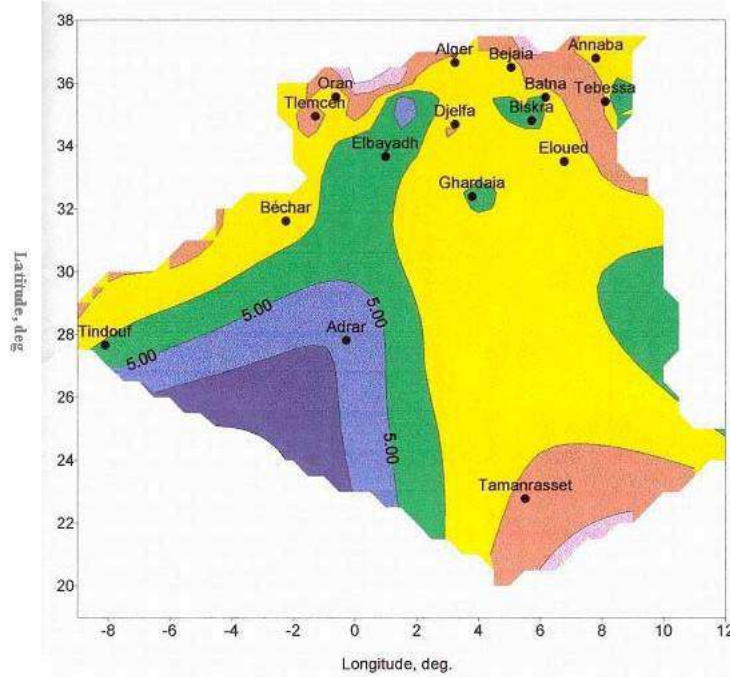 38
36
34
32
30
28
26
24
22
20
Latitude, deg
Alger
Bejaia
Annaba
Oran
Batna
Tebessa
Tlemcen
Djelfa
Biskra
Elbayadh
Eloued
Ghardaia
Béchar
5.00
5.00
Tindouf
5.00
Adrar
5.00
Tamanrasset
-8 -6 -4 -2 0 2 4 6 8 10 12
Longitude, deg.